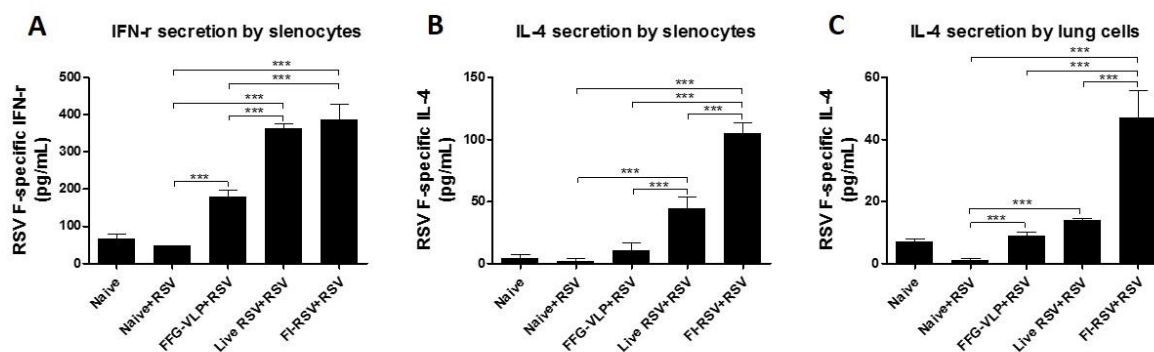 A
IFN-r secretion by slenocytes
RSV F-specific IFN-r
(pg/mL)
500
400
300
200
100
0
***
***
***
***
***
Naive
Naive+RSV
FFG-VLP+RSV
Live RSV+RSV
FI-RSV+RSV
B
IL-4 secretion by slenocytes
RSV F-specific IL-4
(pg/mL)
150
100
50
0
***
***
***
***
***
Naive
Naive+RSV
FFG-VLP+RSV
Live RSV+RSV
FI-RSV+RSV
C
IL-4 secretion by lung cells
RSV F-specific IL-4
(pg/mL)
60
40
20
0
***
***
***
***
***
Naive
Naive+RSV
FFG-VLP+RSV
Live RSV+RSV
FI-RSV+RSV